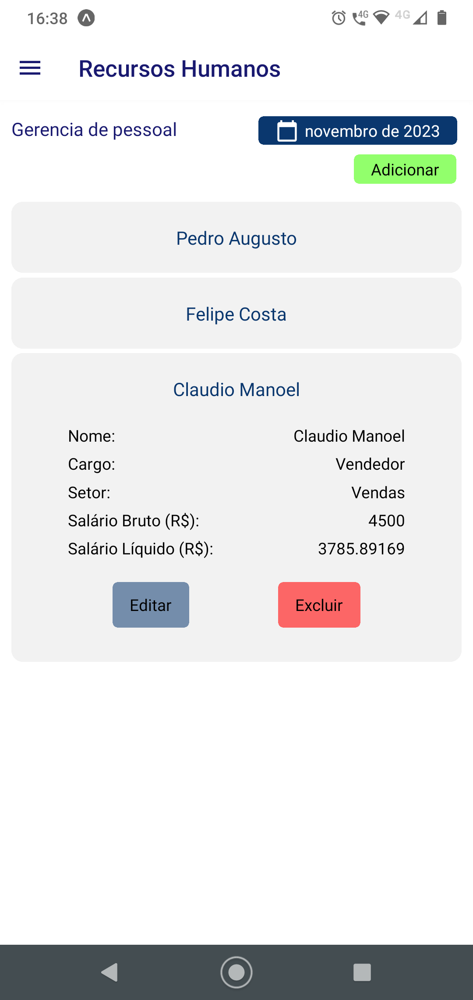 16:38
4G
4G
Recursos Humanos
Gerencia de pessoal
novembro de 2023
Adicionar
Pedro Augusto
Felipe Costa
Claudio Manoel
Nome: Claudio Manoel
Cargo: Vendedor
Setor: Vendas
Salário Bruto (R$): 4500
Salário Líquido (R$): 3785.89169
Editar
Excluir